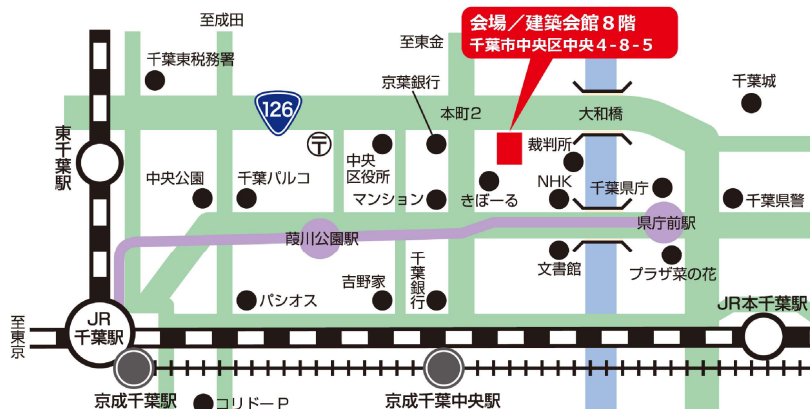 至成田
会場／建築会館８階
千葉市中央区中央４-８-５
至東金
千葉東税務署
京葉銀行
千葉城
126
本町２
大和橋
東千葉駅
〒
中央
区役所
裁判所
中央公園
千葉パルコ
マンション
きぼーる
NHK
千葉県庁
千葉県警
葭川公園駅
県庁前駅
文書館
プラザ菜の花
千葉銀行
吉野家
パシオス
JR本千葉駅
JR
千葉駅
至東京
京成千葉駅
京成千葉中央駅
コリドーＰ